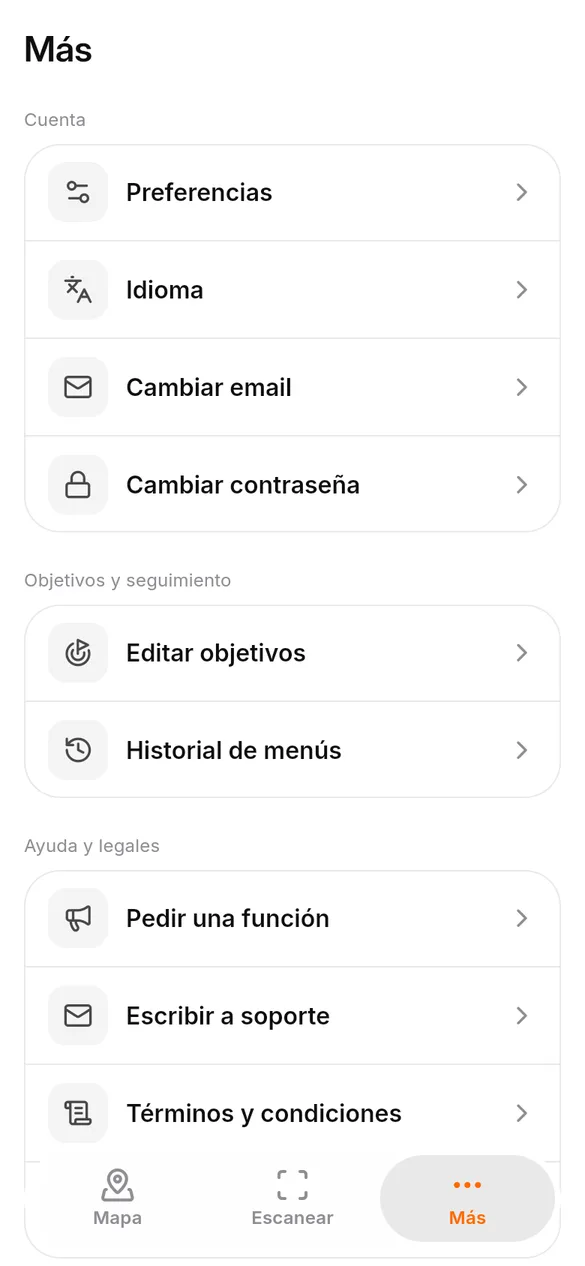 Más
Cuenta
Preferencias
Idioma
Cambiar email
Cambiar contraseña
Objetivos y seguimiento
Editar objetivos
Historial de menús
Ayuda y legales
Pedir una función
Escribir a soporte
Términos y condiciones
Mapa
Escanear
Más